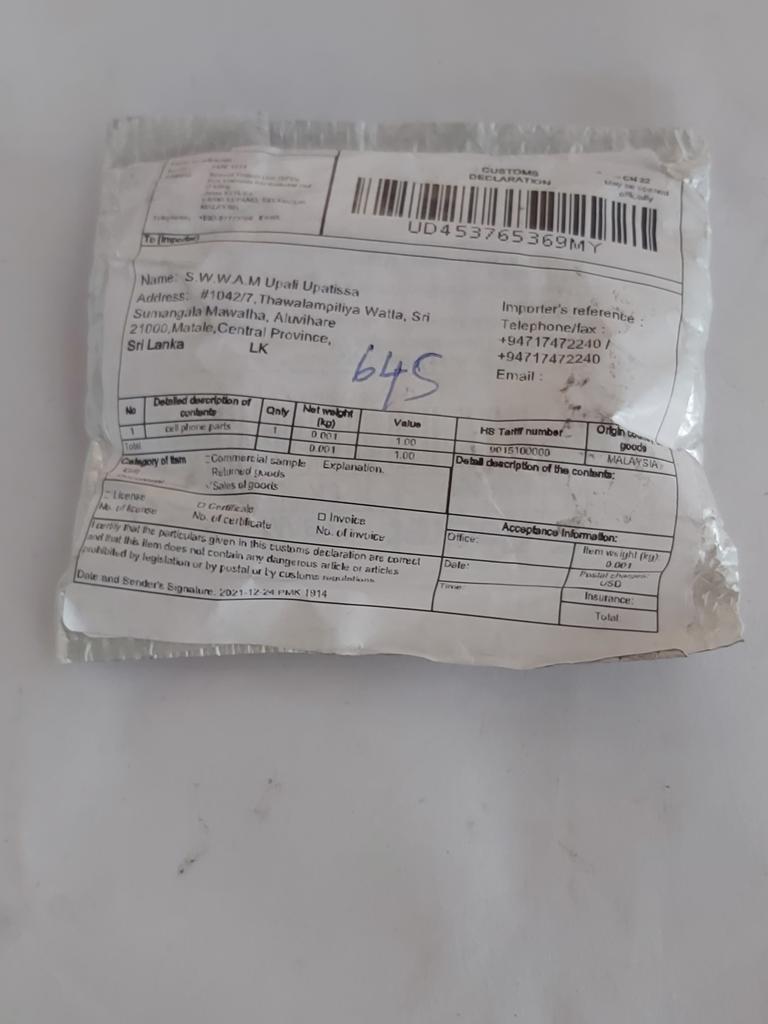 CUSTOMS
DECLARATION
CN 22
May be opened
officially
UD453765369MY
To (Importer)
Name: S.W.W.A.M Upali Upatissa
Address: #1042/7,Thawalampiliya Watta, Sri
Sumangala Mawatha, Aluvihare
21000,Matale,Central Province,
Sri Lanka LK
Importer's reference :
Telephone/fax :
+94717472240 /
+94717472240
Email :
645
No Detailed description of contents Qnty Net weight (kg) Value HS Tariff number Origin goods
1 cell phone parts 1 0.001 1.00 9015100000 MALAYSIA
Total 0.001 1.00
Category of item Commercial sample Explanation.
Returned goods
Sales of goods
Detail description of the contents:
License Certificate Invoice
No. of license No. of certificate No. of invoice
I certify that the particulars given in this customs declaration are correct
and that this item does not contain any dangerous article or articles
prohibited by legislation or by postal or by customs regulations
Date and Sender's Signature. 2021-12-24 PMK 1914
Acceptance Information:
Office: Item weight (kg):
0.001
Date: Postal charges:
USD
Time: Insurance:
Total: